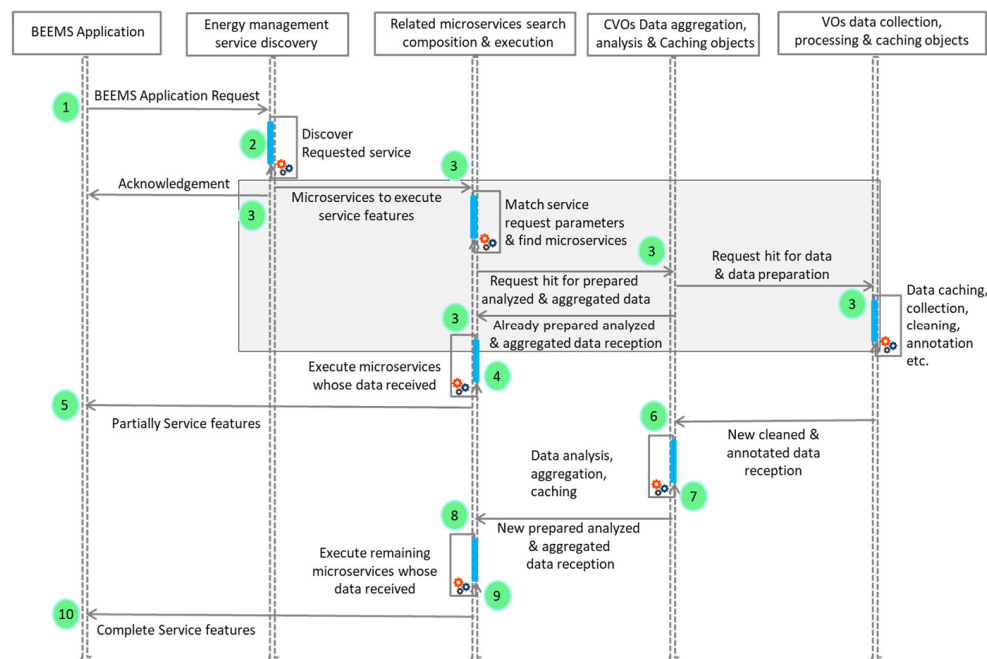 BEEMS Application
Energy management
service discovery
Related microservices search
composition & execution
CVOs Data aggregation,
analysis & Caching objects
VOs data collection,
processing & caching objects
1
BEEMS Application Request
2
Discover
Requested service
3
Acknowledgement
3
Microservices to execute
service features
Match service
request parameters
& find microservices
3
Request hit for data
& data preparation
Request hit for prepared
analyzed & aggregated data
3
Data caching,
collection,
cleaning,
annotation
etc.
3
Already prepared analyzed
& aggregated data reception
Execute microservices
whose data received
4
5
Partially Service features
6
New cleaned &
annotated data
reception
Data analysis,
aggregation,
caching
7
8
New prepared analyzed
& aggregated
data reception
Execute remaining
microservices whose
data received
9
10
Complete Service features